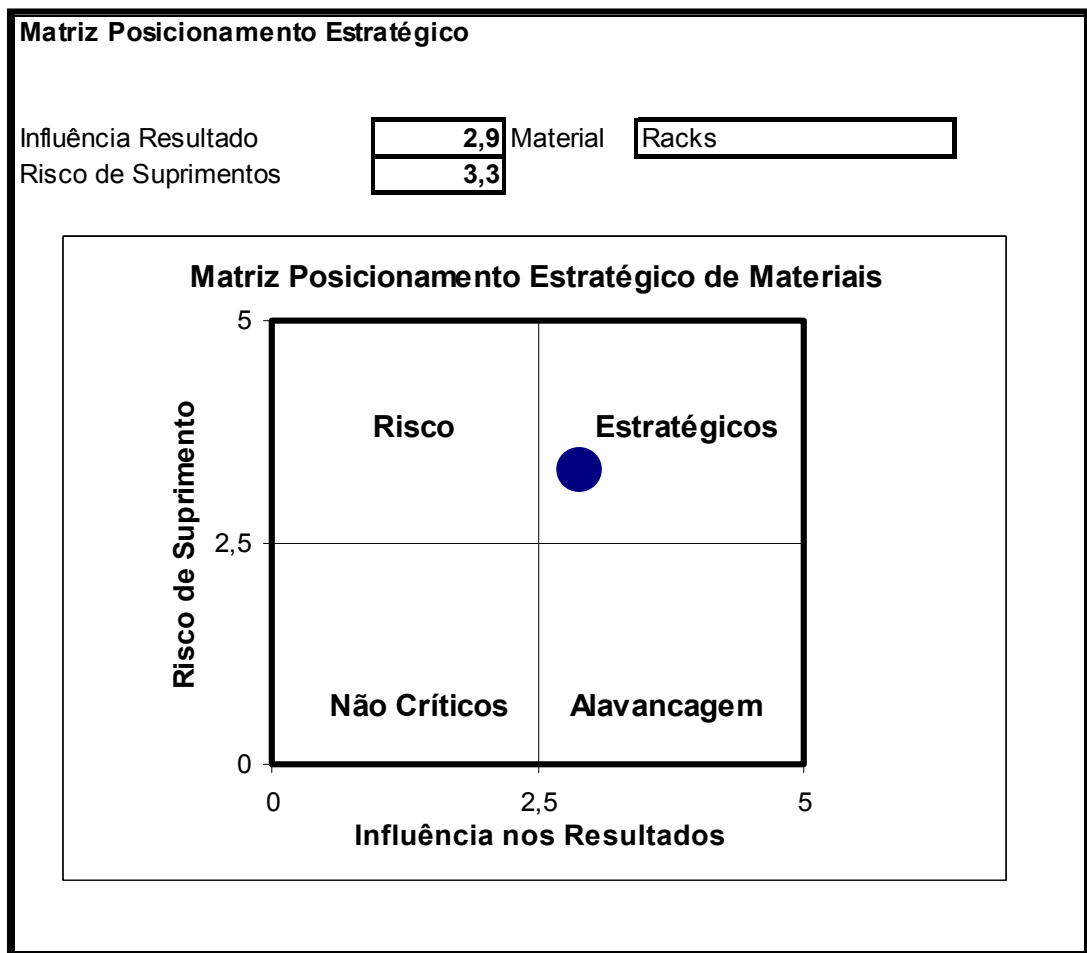 Matriz Posicionamento Estratégico
Influência Resultado 2,9 Material Racks
Risco de Suprimentos 3,3
Matriz Posicionamento Estratégico de Materiais
5
Risco Estratégicos
Risco de Suprimento
2,5
Não Críticos Alavancagem
0
0 2,5 5
Influência nos Resultados